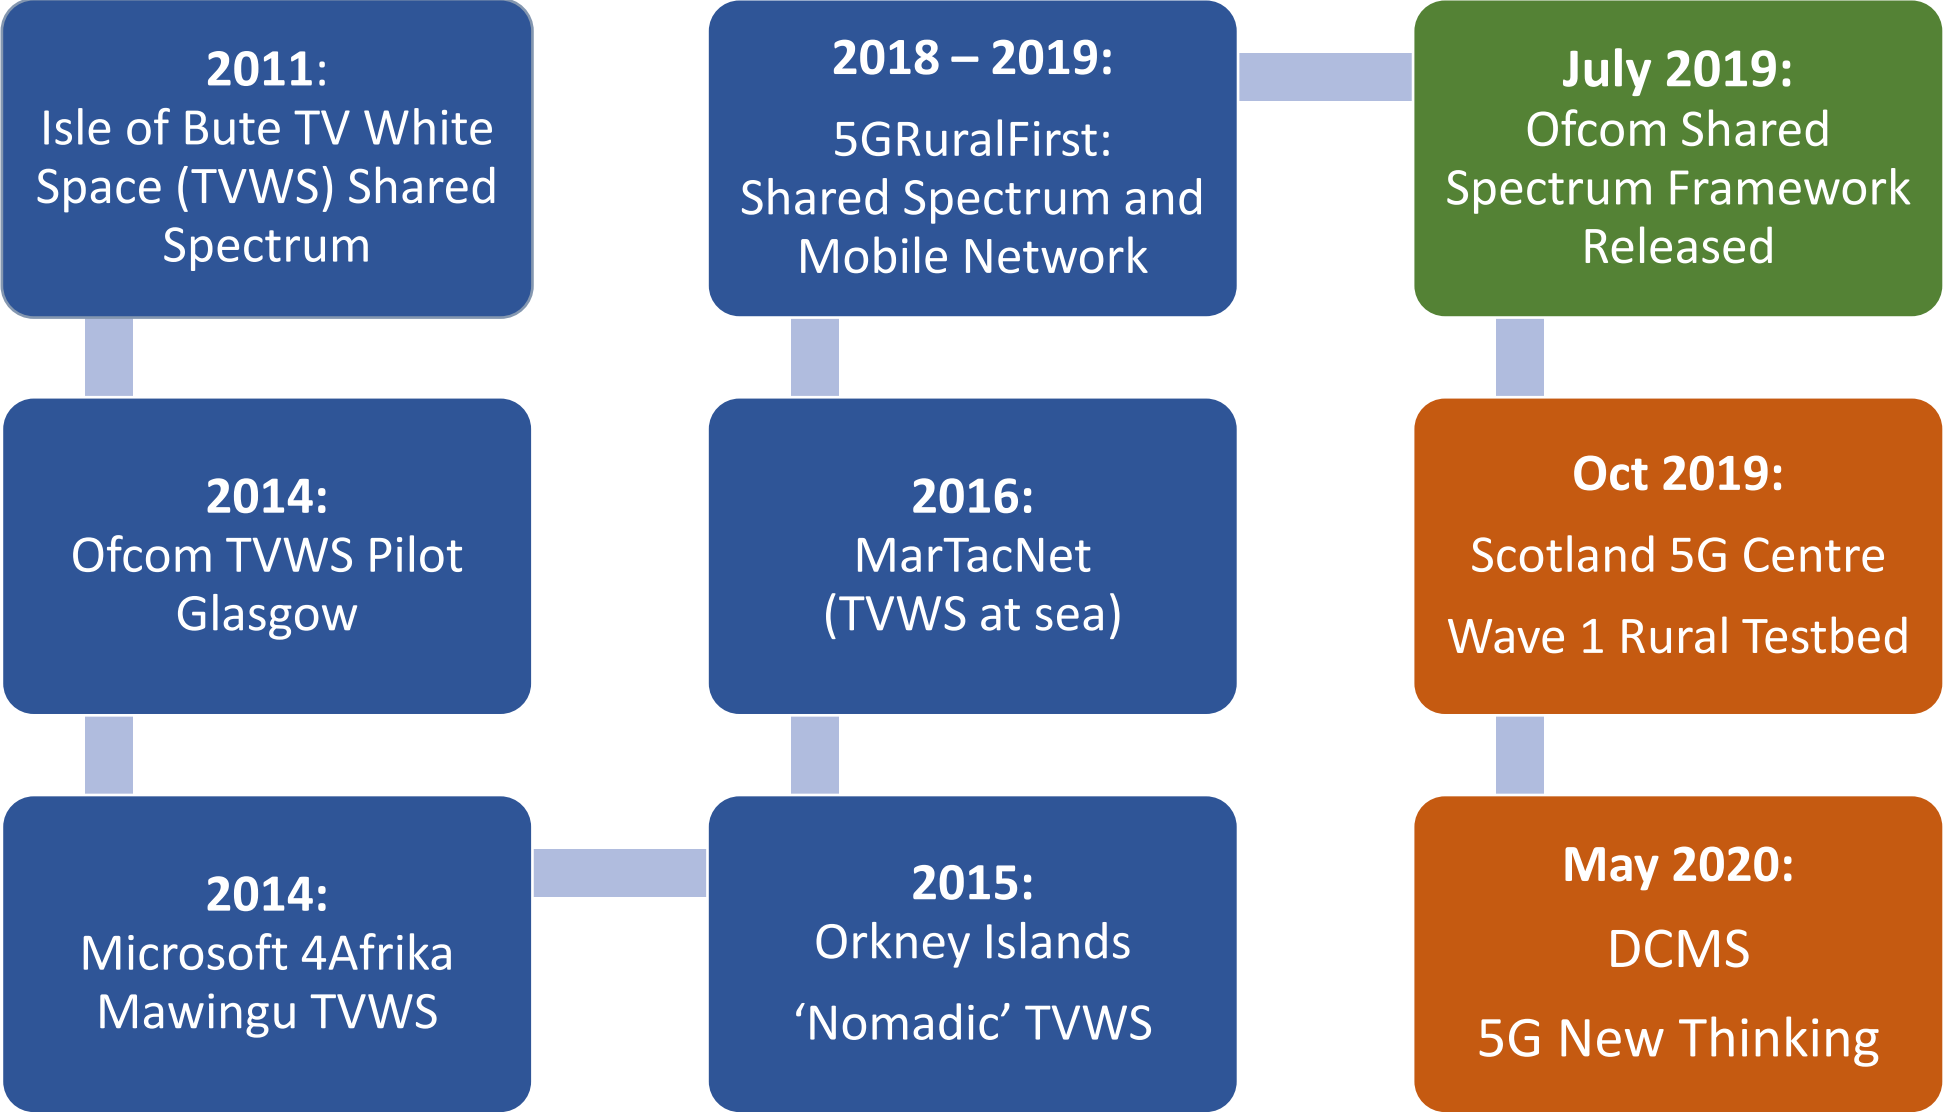 2011:
Isle of Bute TV White
Space (TVWS) Shared
Spectrum
2014:
Ofcom TVWS Pilot
Glasgow
2014:
Microsoft 4Afrika
Mawingu TVWS
2015:
Orkney Islands
‘Nomadic’ TVWS
2016:
MarTacNet
(TVWS at sea)
2018 – 2019:
5GRuralFirst:
Shared Spectrum and
Mobile Network
July 2019:
Ofcom Shared
Spectrum Framework
Released
Oct 2019:
Scotland 5G Centre
Wave 1 Rural Testbed
May 2020:
DCMS
5G New Thinking